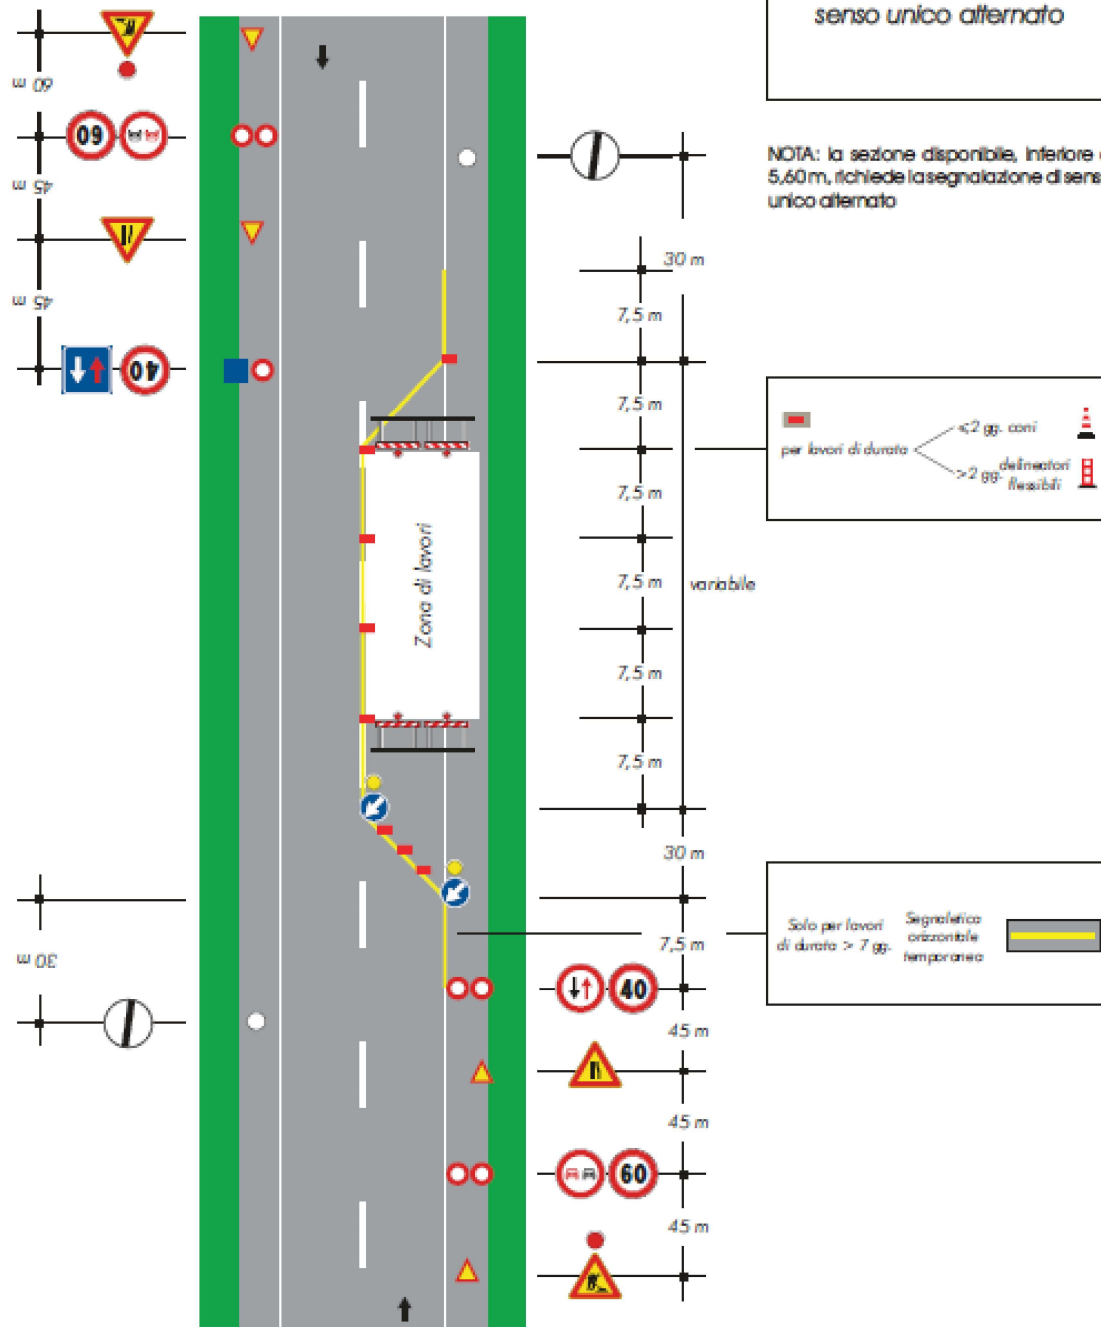 senso unico alternato
60 m
60
45 m
NOTA: la sezione disponibile, inferiore
5,60 m, richiede la segnalazione di sens
unico alternato
45 m
40
30 m
7,5 m
7,5 m
7,5 m
7,5 m
7,5 m
7,5 m
variabile
per lavori di durata
≤2 gg. coni
>2 gg. delineatori
flessibili
Zona di lavori
30 m
7,5 m
Solo per lavori
di durata > 7 gg.
Segnaletica
orizzontale
temporanea
30 m
40
45 m
45 m
60
45 m